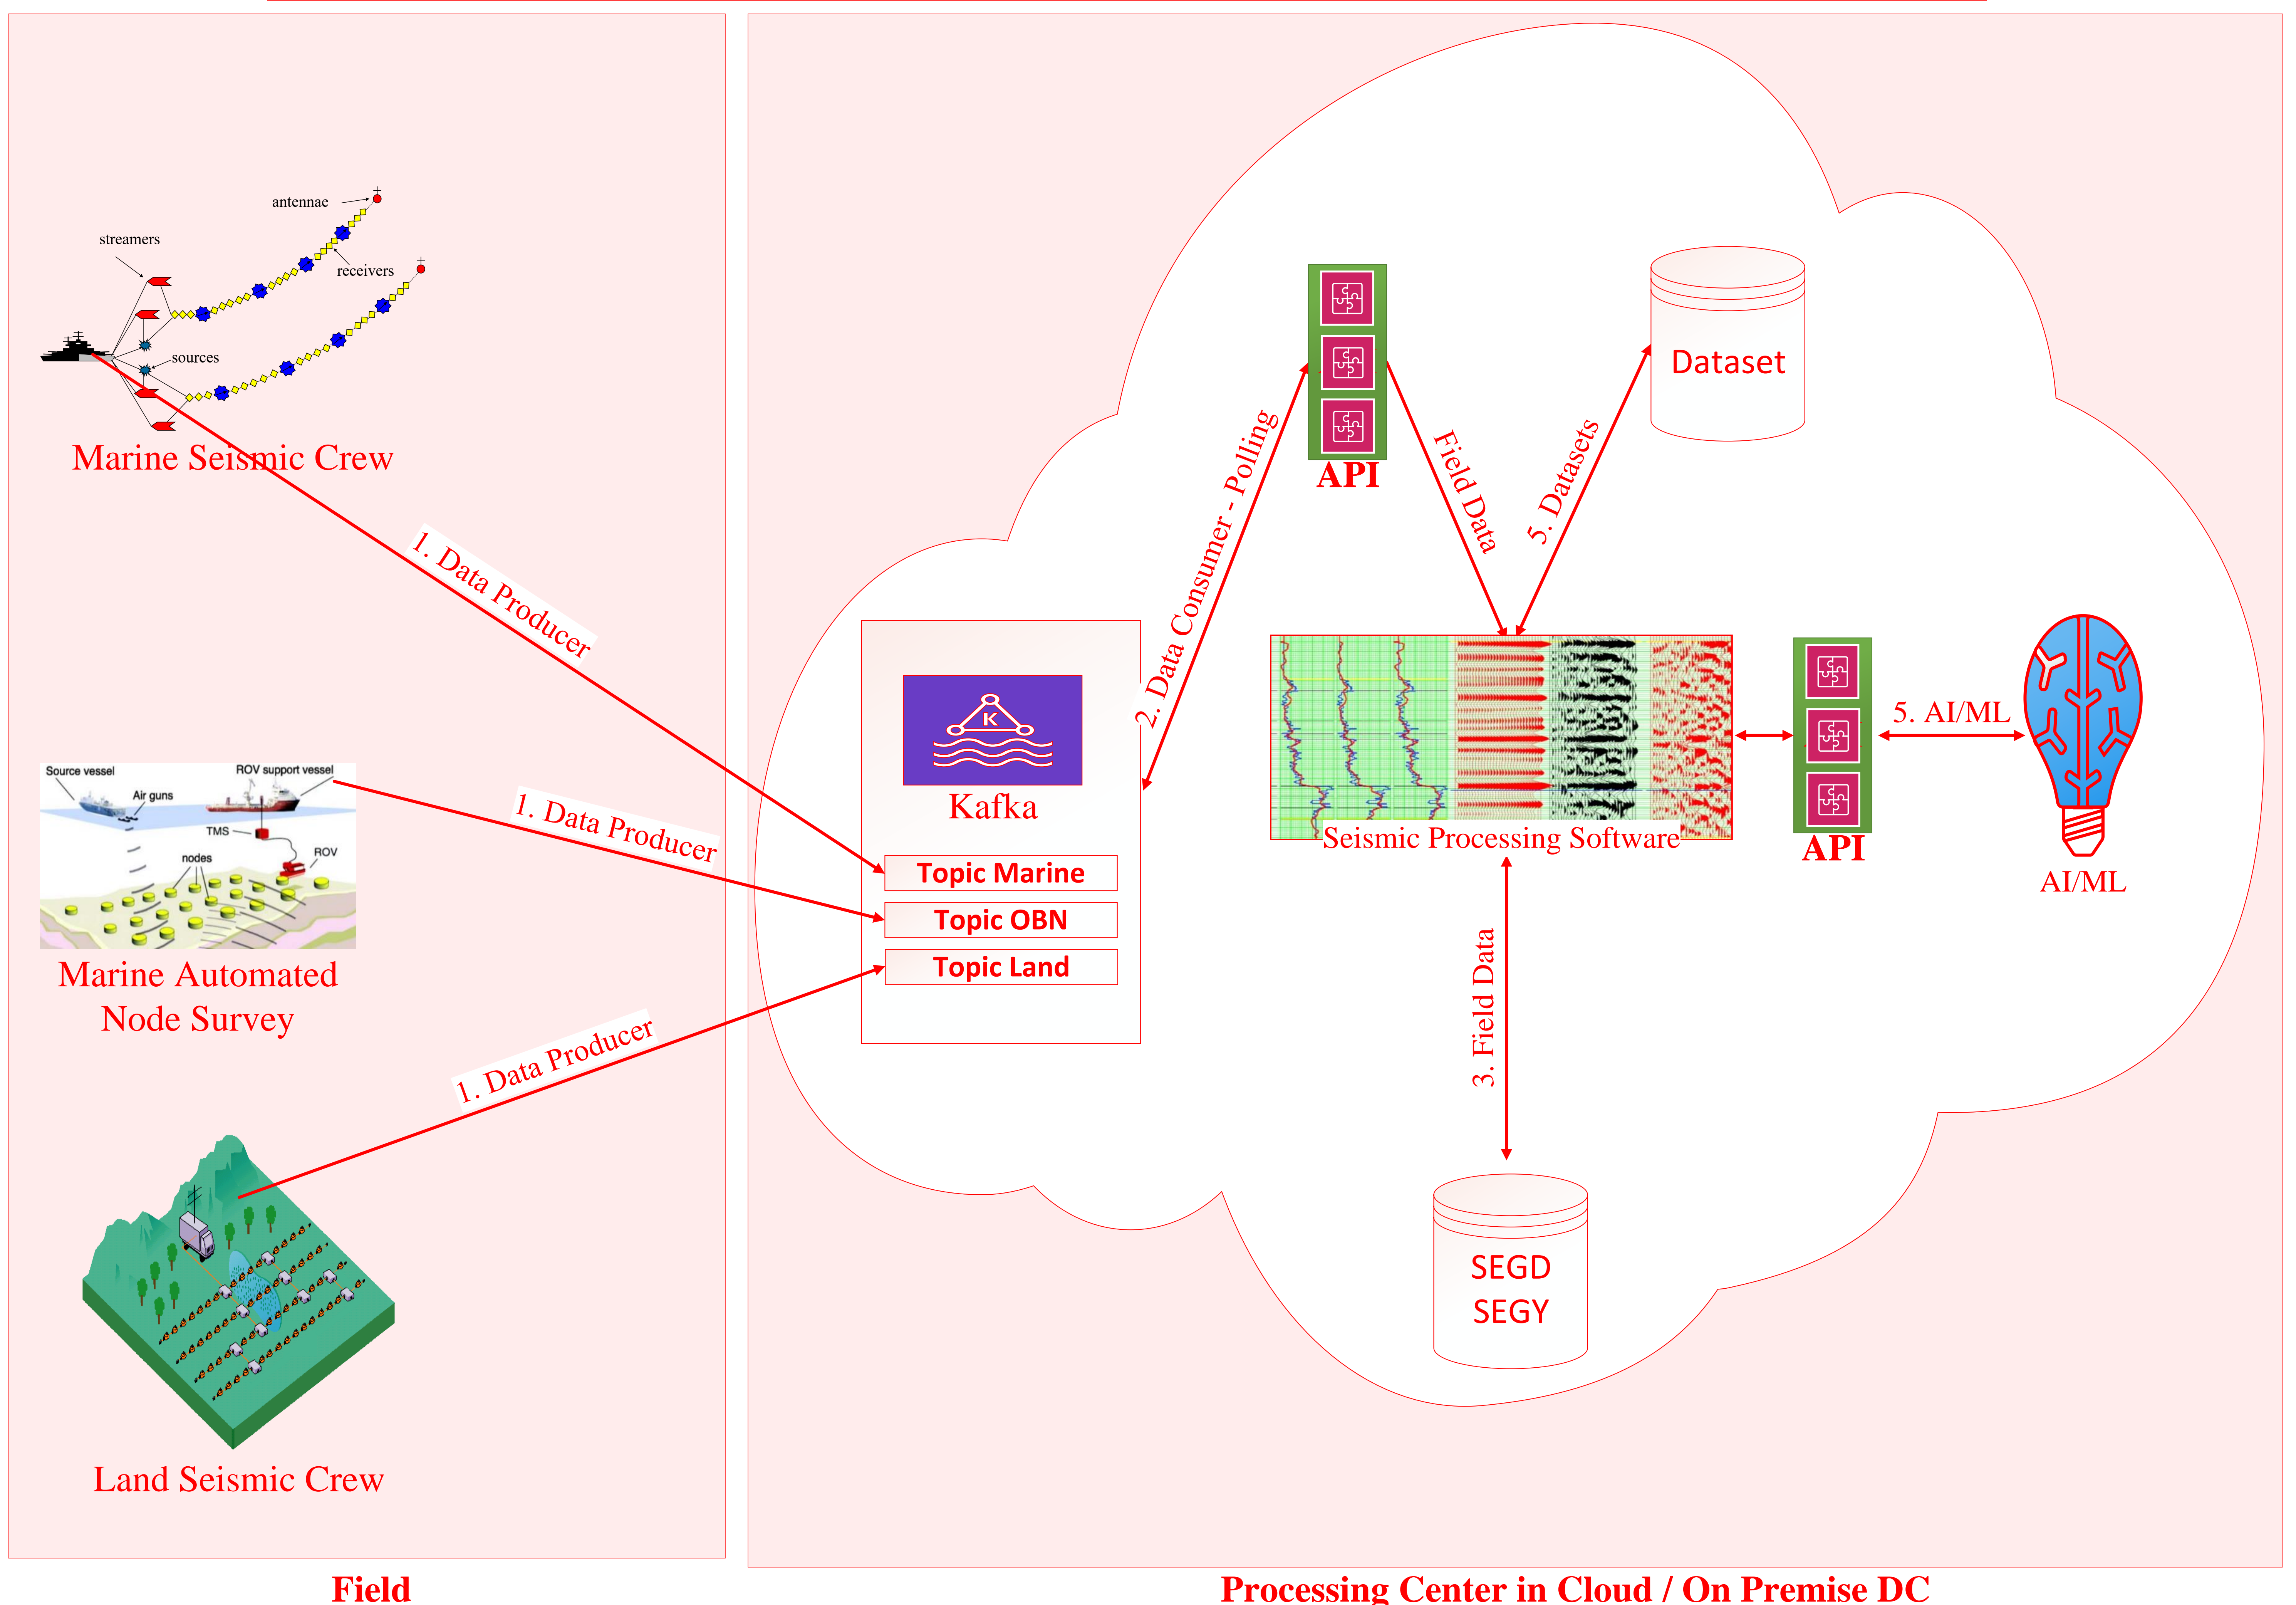 antennae
streamers
receivers
sources
Marine Seismic Crew
1. Data Producer
Source vessel
ROV support vessel
Air guns
TMS
nodes
ROV
Marine Automated
Node Survey
1. Data Producer
1. Data Producer
Land Seismic Crew
Field
K
Kafka
Topic Marine
Topic OBN
Topic Land
2. Data Consumer - Polling
API
Field Data
5. Datasets
Dataset
Seismic Processing Software
API
5. AI/ML
AI/ML
3. Field Data
SEGD
SEGY
Processing Center in Cloud / On Premise DC